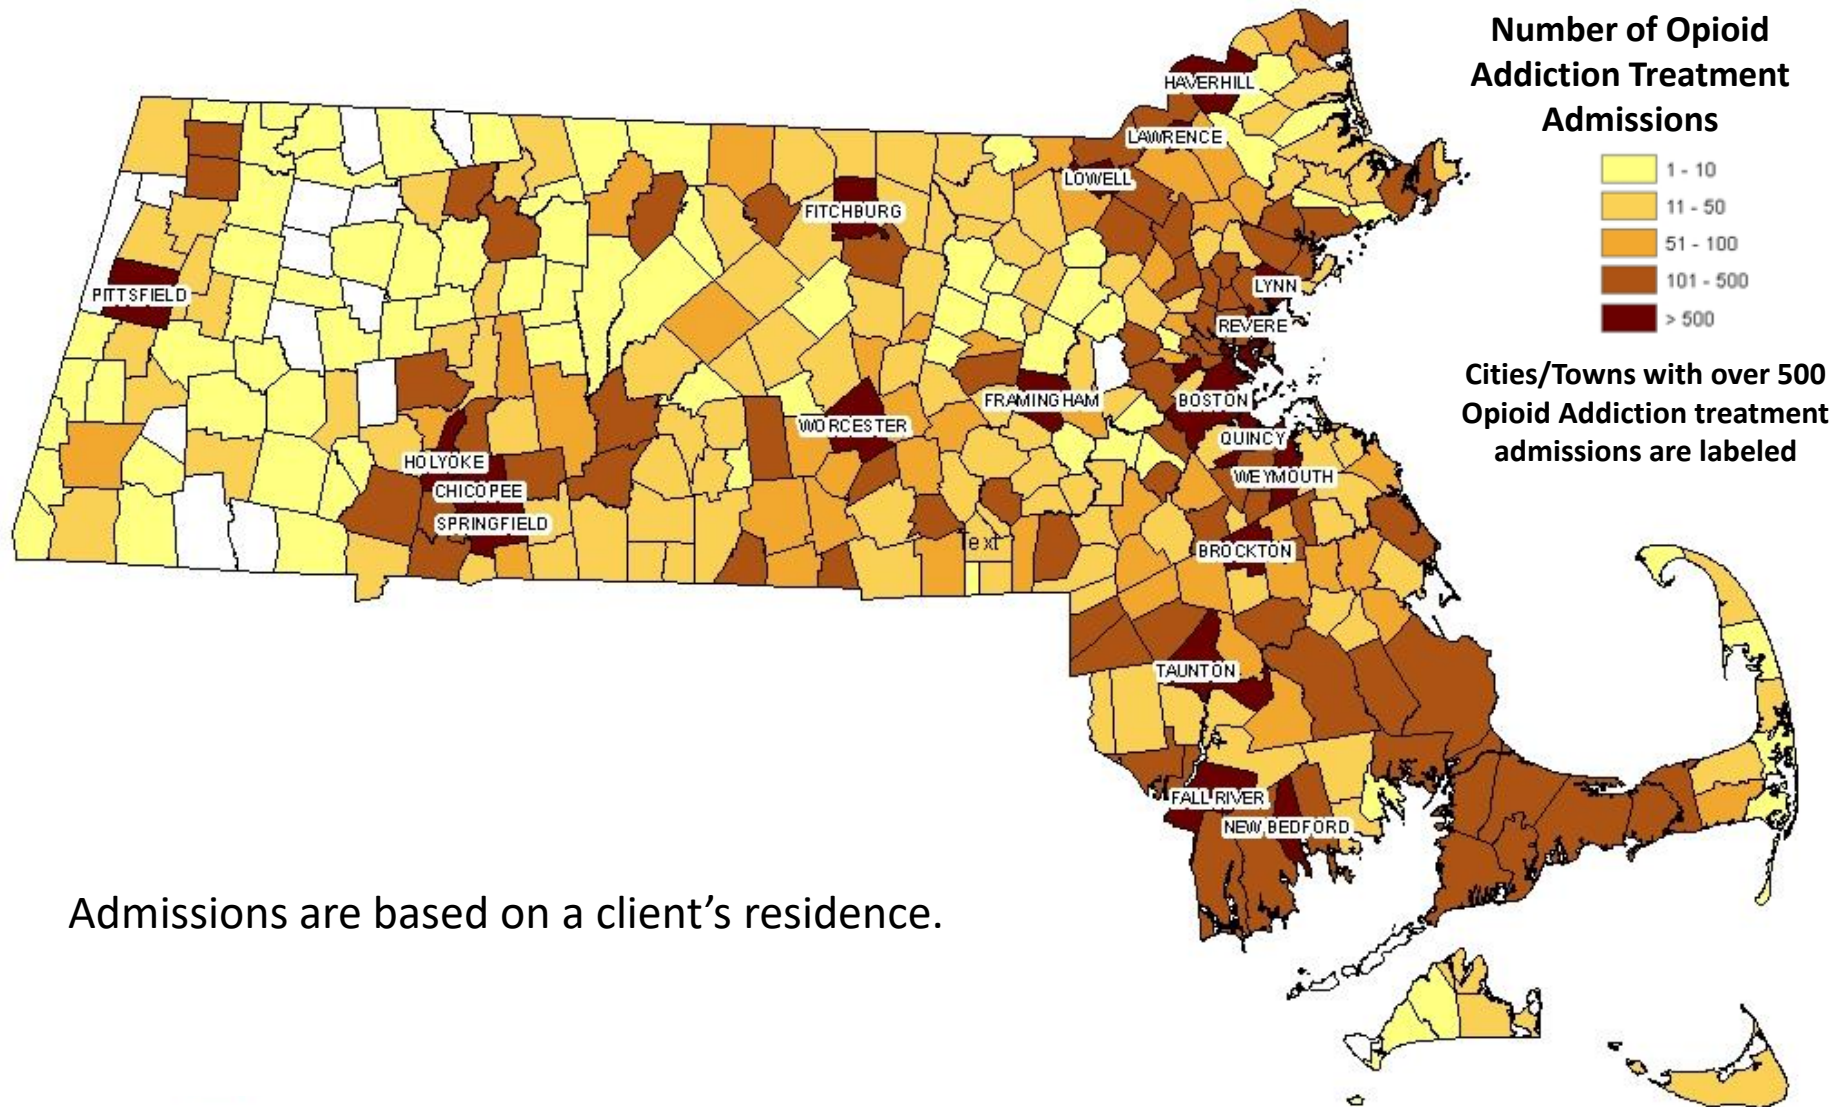 Number of Opioid
Addiction Treatment
Admissions
1 - 10
11 - 50
51 - 100
101 - 500
> 500
Cities/Towns with over 500
Opioid Addiction treatment
admissions are labeled
HAVERHILL
LAWRENCE
LOWELL
FITCHBURG
PITTSFIELD
LYNN
REVERE
FRAMINGHAM
BOSTON
WORCESTER
QUINCY
HOLYOKE
WEYMOUTH
CHICOPEE
SPRINGFIELD
Text
BROCKTON
TAUNTON
FALL RIVER
NEW BEDFORD
Admissions are based on a client’s residence.